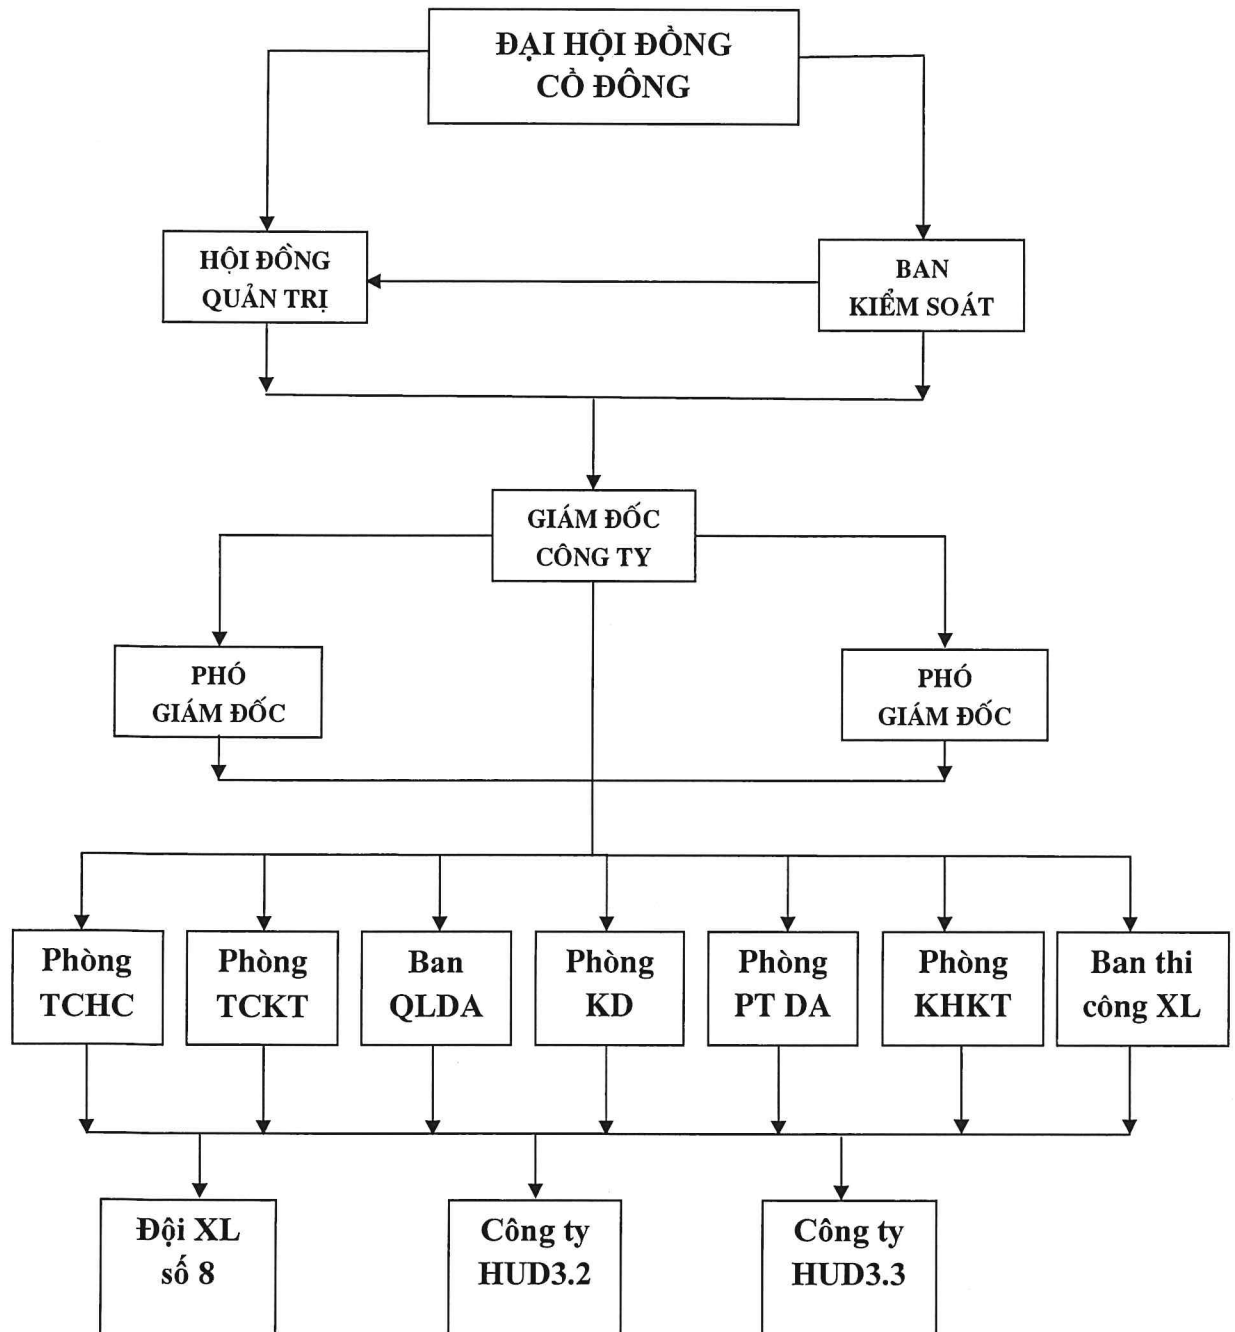 ĐẠI HỘI ĐỒNG
CỔ ĐÔNG
HỘI ĐỒNG
QUẢN TRỊ
BAN
KIỂM SOÁT
GIÁM ĐỐC
CÔNG TY
PHÓ
GIÁM ĐỐC
PHÓ
GIÁM ĐỐC
Phòng
TCHC
Phòng
TCKT
Ban
QLDA
Phòng
KD
Phòng
PT DA
Phòng
KHKT
Ban thi
công XL
Đội XL
số 8
Công ty
HUD3.2
Công ty
HUD3.3